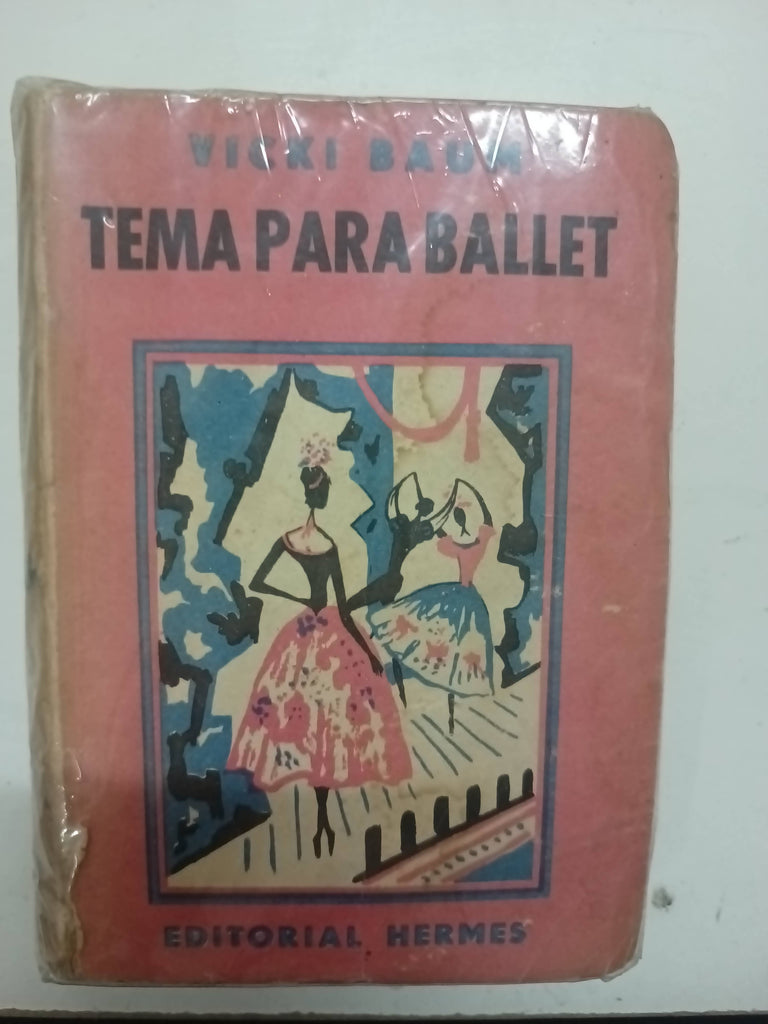 VICKI BAUM
TEMA PARA BALLET
EDITORIAL HERMES